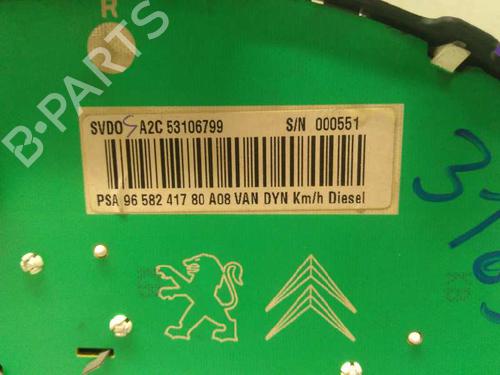 R
SVDO A2C 53106799 S/N 000551
PSA 96 582 417 80 A08 VAN DYN Km/h Diesel
B-PARTS